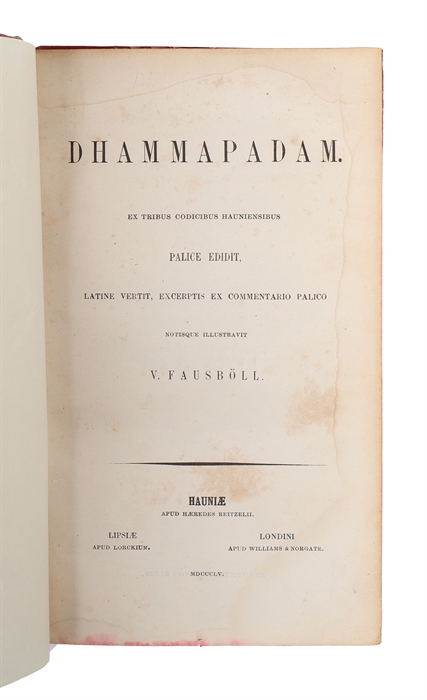 DHAMMAPADAM.
EX TRIBUS CODICIBUS HAUNIENSIBUS
PALICE EDIDIT,
LATINE VERTIT, EXCERPTIS EX COMMENTARIO PALICO
NOTISQUE ILLUSTRAVIT
V. FAUSBÖLL.
HAUNIÆ
APUD HÆREDES REITZELII.
LIPSIÆ
APUD LORCKIUM.
LONDINI
APUD WILLIAMS & NORGATE.
MDCCCLV.